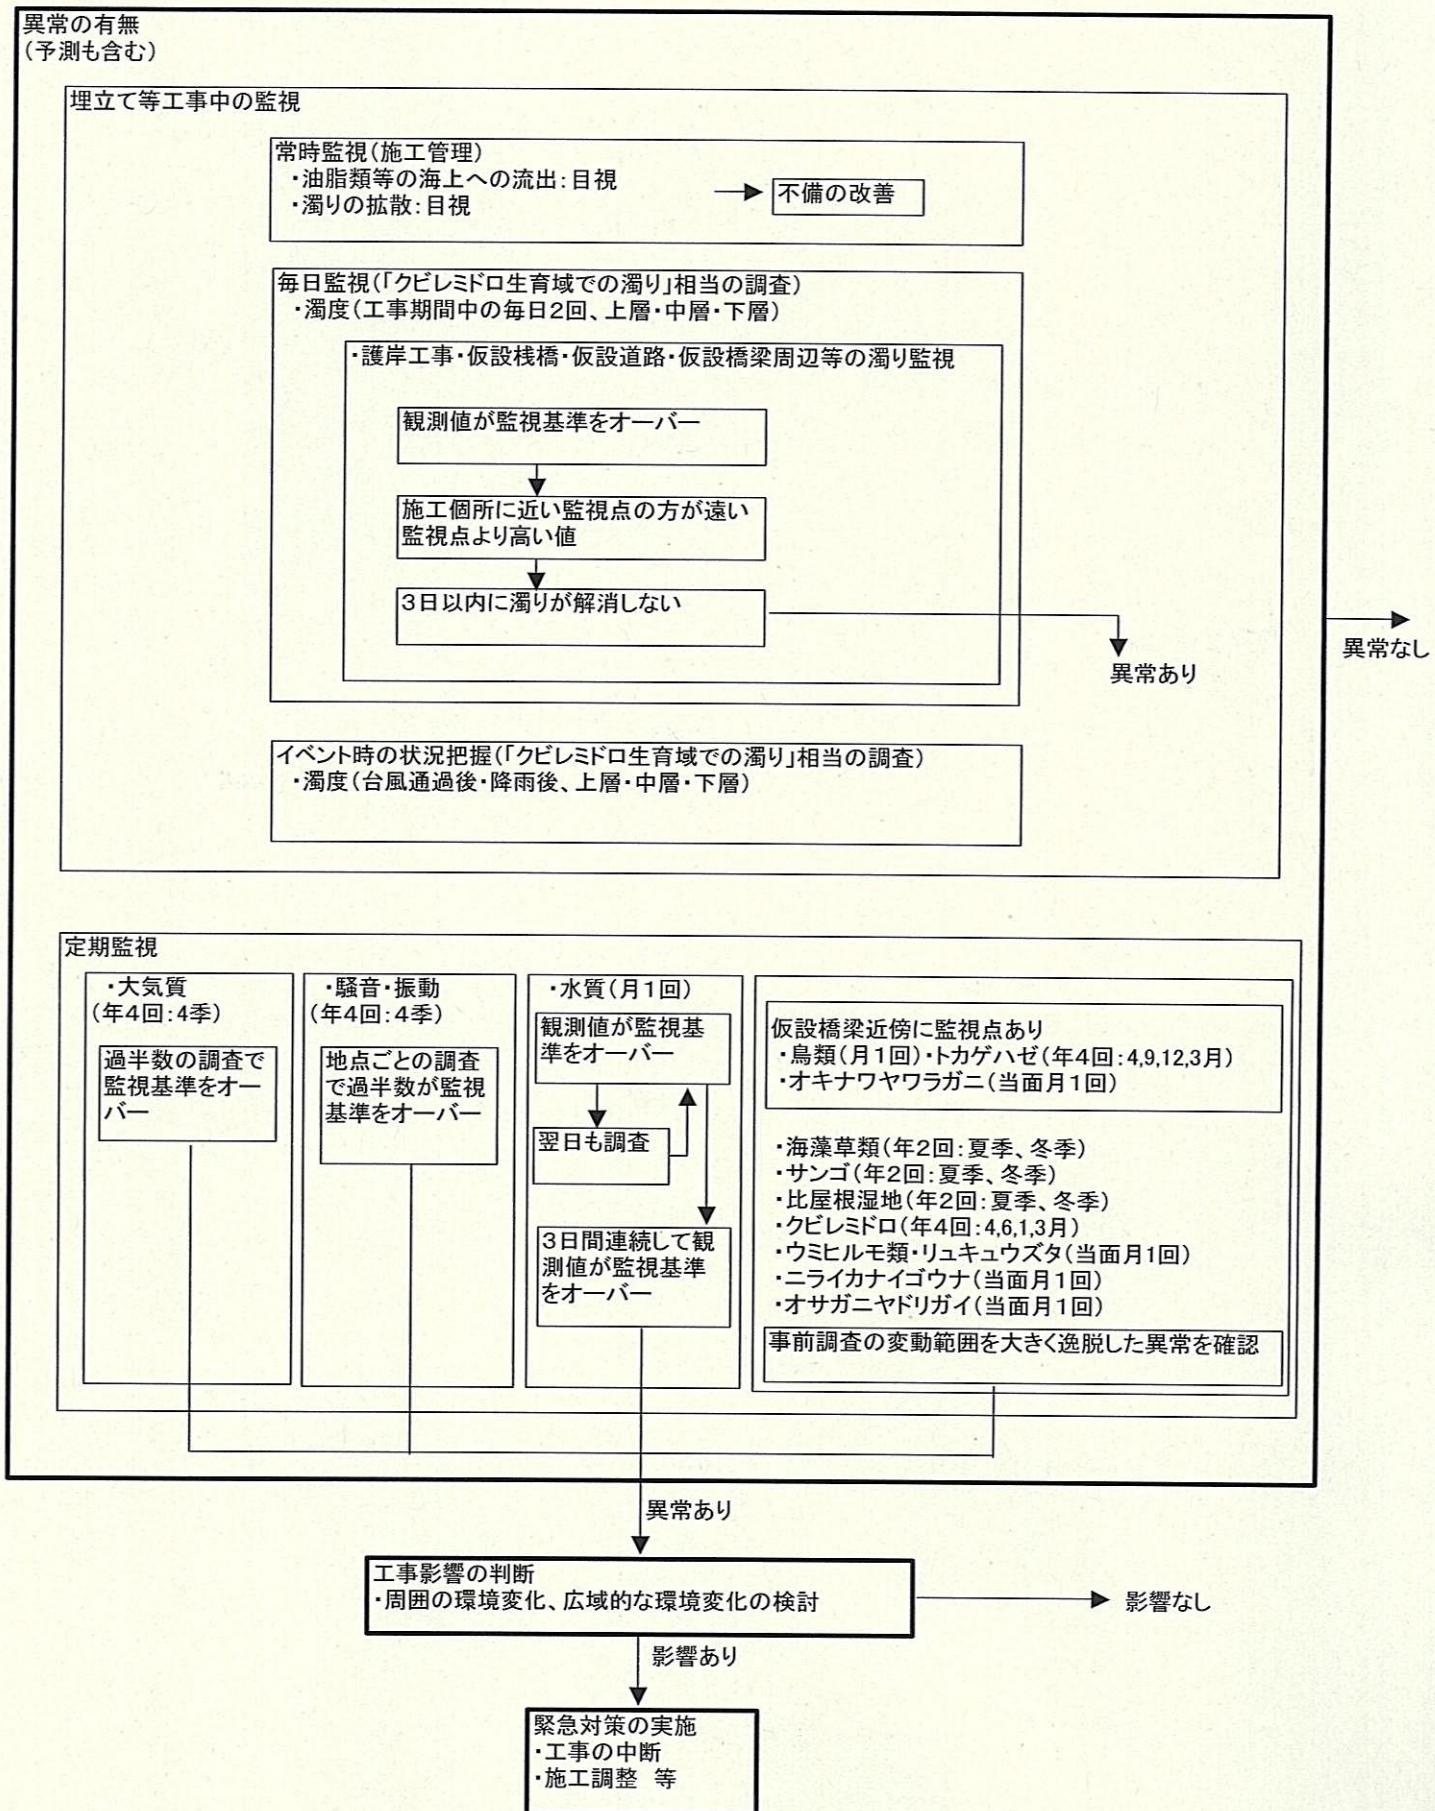 異常の有無
(予測も含む)
埋立て等工事中の監視
常時監視(施工管理)
・油脂類等の海上への流出:目視
・濁りの拡散:目視
不備の改善
毎日監視(「クビレミドロ生育域での濁り」相当の調査)
・濁度(工事期間中の毎日2回、上層・中層・下層)
・護岸工事・仮設桟橋・仮設道路・仮設橋梁周辺等の濁り監視
観測値が監視基準をオーバー
施工個所に近い監視点の方が遠い
監視点より高い値
3日以内に濁りが解消しない
異常あり
異常なし
イベント時の状況把握(「クビレミドロ生育域での濁り」相当の調査)
・濁度(台風通過後・降雨後、上層・中層・下層)
定期監視
・大気質
(年4回:4季)
過半数の調査で
監視基準をオー
バー
・騒音・振動
(年4回:4季)
地点ごとの調査
で過半数が監視
基準をオーバー
・水質(月1回)
観測値が監視基
準をオーバー
翌日も調査
3日間連続して観
測値が監視基準
をオーバー
仮設橋梁近傍に監視点あり
・鳥類(月1回)・トカゲハゼ(年4回:4,9,12,3月)
・オキナワヤワラガニ(当面月1回)
・海藻草類(年2回:夏季、冬季)
・サンゴ(年2回:夏季、冬季)
・比屋根湿地(年2回:夏季、冬季)
・クビレミドロ(年4回:4,6,1,3月)
・ウミヒルモ類・リュキュウズタ(当面月1回)
・ニライカナイゴウナ(当面月1回)
・オサガニヤドリガイ(当面月1回)
事前調査の変動範囲を大きく逸脱した異常を確認
異常あり
工事影響の判断
・周囲の環境変化、広域的な環境変化の検討
影響なし
影響あり
緊急対策の実施
・工事の中断
・施工調整 等